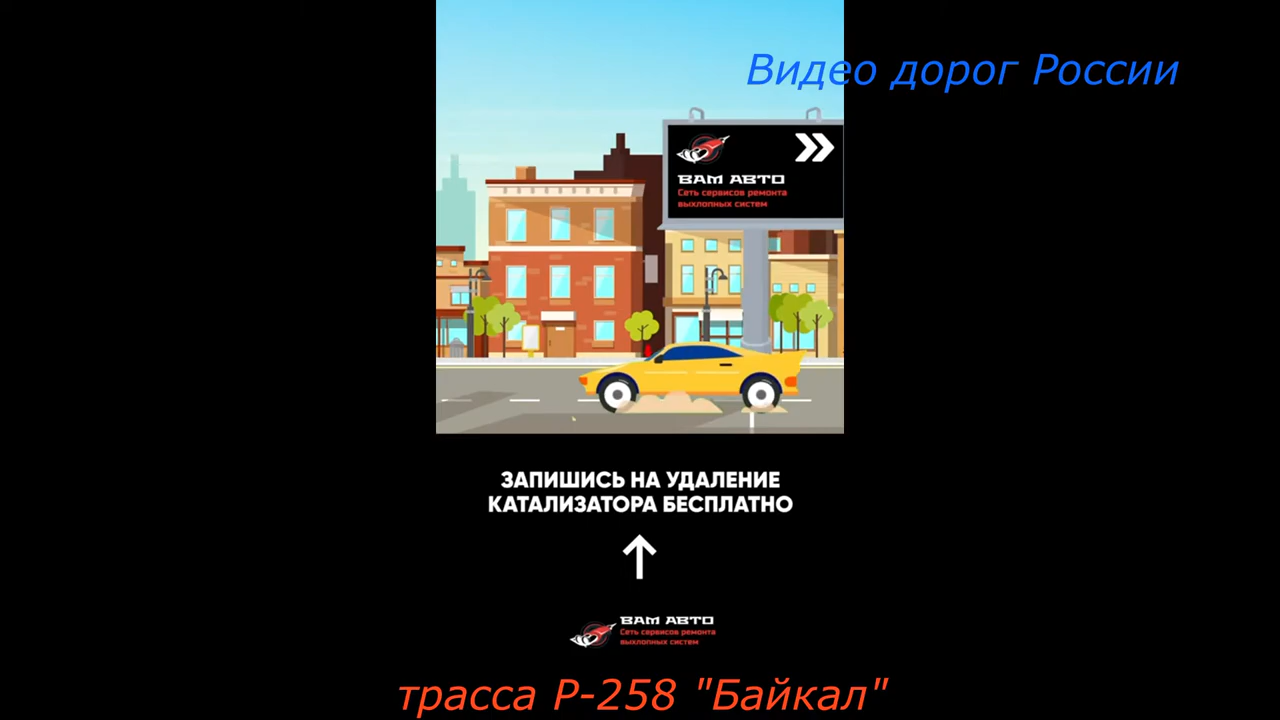 Видео дорог России
ВАМ АВТО
Сеть сервисов ремонта
выхлопных систем
ЗАПИШИСЬ НА УДАЛЕНИЕ
КАТАЛИЗАТОРА БЕСПЛАТНО
ВАМ АВТО
Сеть сервисов ремонта
выхлопных систем
трасса Р-258 "Байкал"